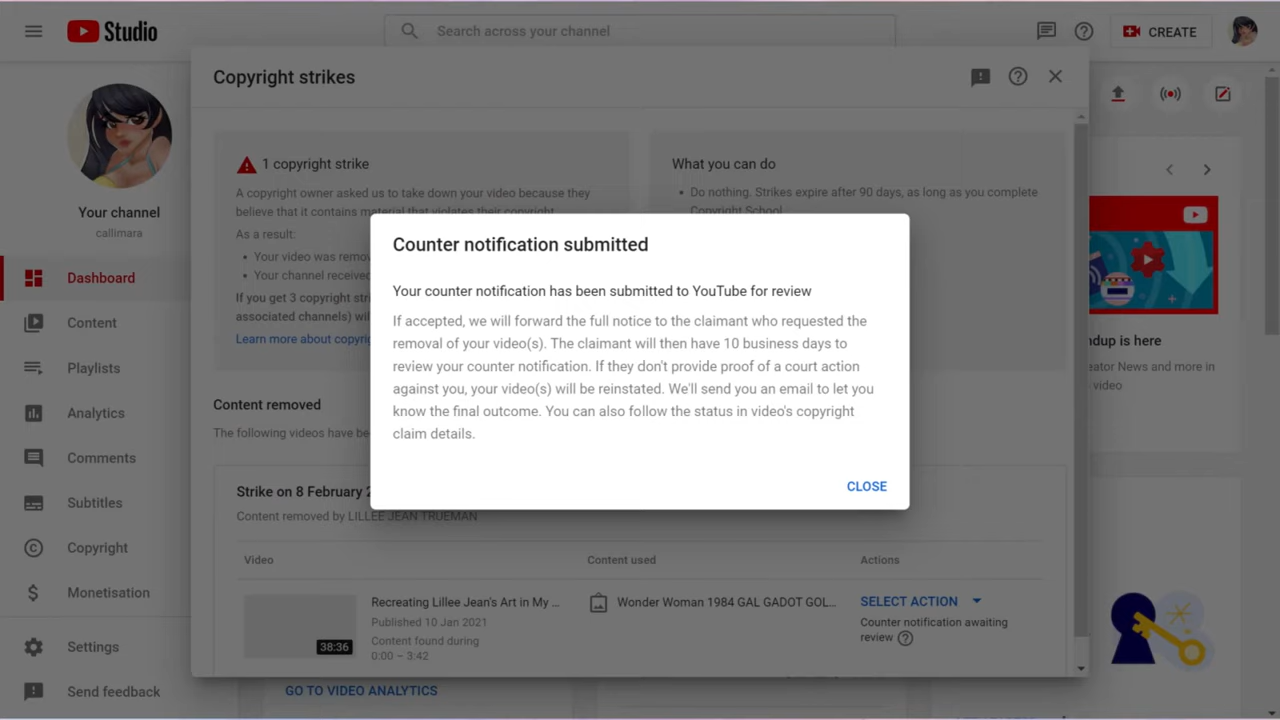 Studio
Search across your channel
CREATE
Copyright strikes
Your channel
callimara
Dashboard
Content
Playlists
Analytics
Comments
Subtitles
Copyright
Monetisation
Settings
Send feedback
1 copyright strike
A copyright owner asked us to take down your video because they
believe that it contains material that violates their copyright.
As a result:
Your video was remov
Your channel received
If you get 3 copyright stri
associated channels) wil
Learn more about copyrig
What you can do
Do nothing. Strikes expire after 90 days, as long as you complete
Copyright School
Counter notification submitted
Your counter notification has been submitted to YouTube for review
If accepted, we will forward the full notice to the claimant who requested the
removal of your video(s). The claimant will then have 10 business days to
review your counter notification. If they don't provide proof of a court action
against you, your video(s) will be reinstated. We'll send you an email to let you
know the final outcome. You can also follow the status in video's copyright
claim details.
CLOSE
Content removed
The following videos have be
Strike on 8 February 2
Content removed by LILLEE JEAN TRUEMAN
Video
Content used
Actions
38:36
Recreating Lillee Jean's Art in My ...
Published 10 Jan 2021
Content found during
0:00 – 3:42
Wonder Woman 1984 GAL GADOT GOL...
SELECT ACTION
Counter notification awaiting
review
GO TO VIDEO ANALYTICS
ndup is here
eator News and more in
video